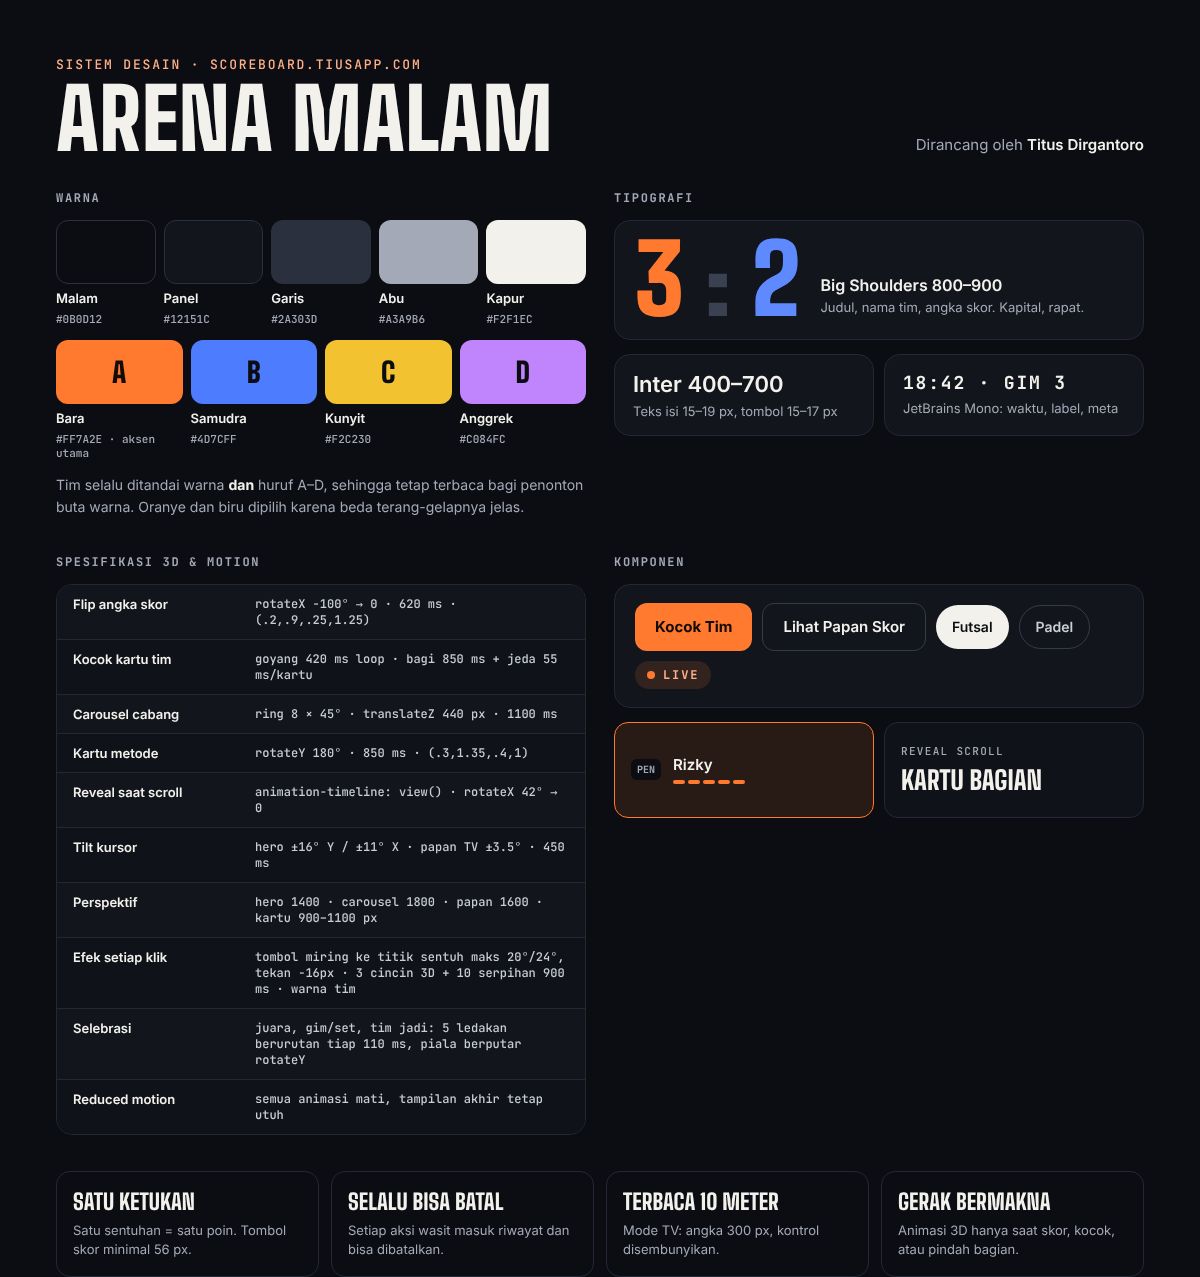 SISTEM DESAIN · SCOREBOARD.TIUSAPP.COM
ARENA MALAM
Dirancang oleh Titus Dirgantoro
WARNA
Malam
#0B0D12
Panel
#12151C
Garis
#2A303D
Abu
#A3A9B6
Kapur
#F2F1EC
A
B
C
D
Bara
#FF7A2E · aksen
utama
Samudra
#4D7CFF
Kunyit
#F2C230
Anggrek
#C084FC
Tim selalu ditandai warna dan huruf A–D, sehingga tetap terbaca bagi penonton
buta warna. Oranye dan biru dipilih karena beda terang-gelapnya jelas.
TIPOGRAFI
3 : 2
Big Shoulders 800–900
Judul, nama tim, angka skor. Kapital, rapat.
Inter 400–700
Teks isi 15–19 px, tombol 15–17 px
18:42 · GIM 3
JetBrains Mono: waktu, label, meta
SPESIFIKASI 3D & MOTION
Flip angka skor
rotateX -100° → 0 · 620 ms ·
(.2,.9,.25,1.25)
Kocok kartu tim
goyang 420 ms loop · bagi 850 ms + jeda 55
ms/kartu
Carousel cabang
ring 8 × 45° · translateZ 440 px · 1100 ms
Kartu metode
rotateY 180° · 850 ms · (.3,1.35,.4,1)
Reveal saat scroll
animation-timeline: view() · rotateX 42° →
0
Tilt kursor
hero ±16° Y / ±11° X · papan TV ±3.5° · 450
ms
Perspektif
hero 1400 · carousel 1800 · papan 1600 ·
kartu 900–1100 px
Efek setiap klik
tombol miring ke titik sentuh maks 20°/24°,
tekan -16px · 3 cincin 3D + 10 serpihan 900
ms · warna tim
Selebrasi
juara, gim/set, tim jadi: 5 ledakan
berurutan tiap 110 ms, piala berputar
rotateY
Reduced motion
semua animasi mati, tampilan akhir tetap
utuh
KOMPONEN
Kocok Tim
Lihat Papan Skor
Futsal
Padel
LIVE
PEN
Rizky
REVEAL SCROLL
KARTU BAGIAN
SATU KETUKAN
Satu sentuhan = satu poin. Tombol
skor minimal 56 px.
SELALU BISA BATAL
Setiap aksi wasit masuk riwayat dan
bisa dibatalkan.
TERBACA 10 METER
Mode TV: angka 300 px, kontrol
disembunyikan.
GERAK BERMAKNA
Animasi 3D hanya saat skor, kocok,
atau pindah bagian.